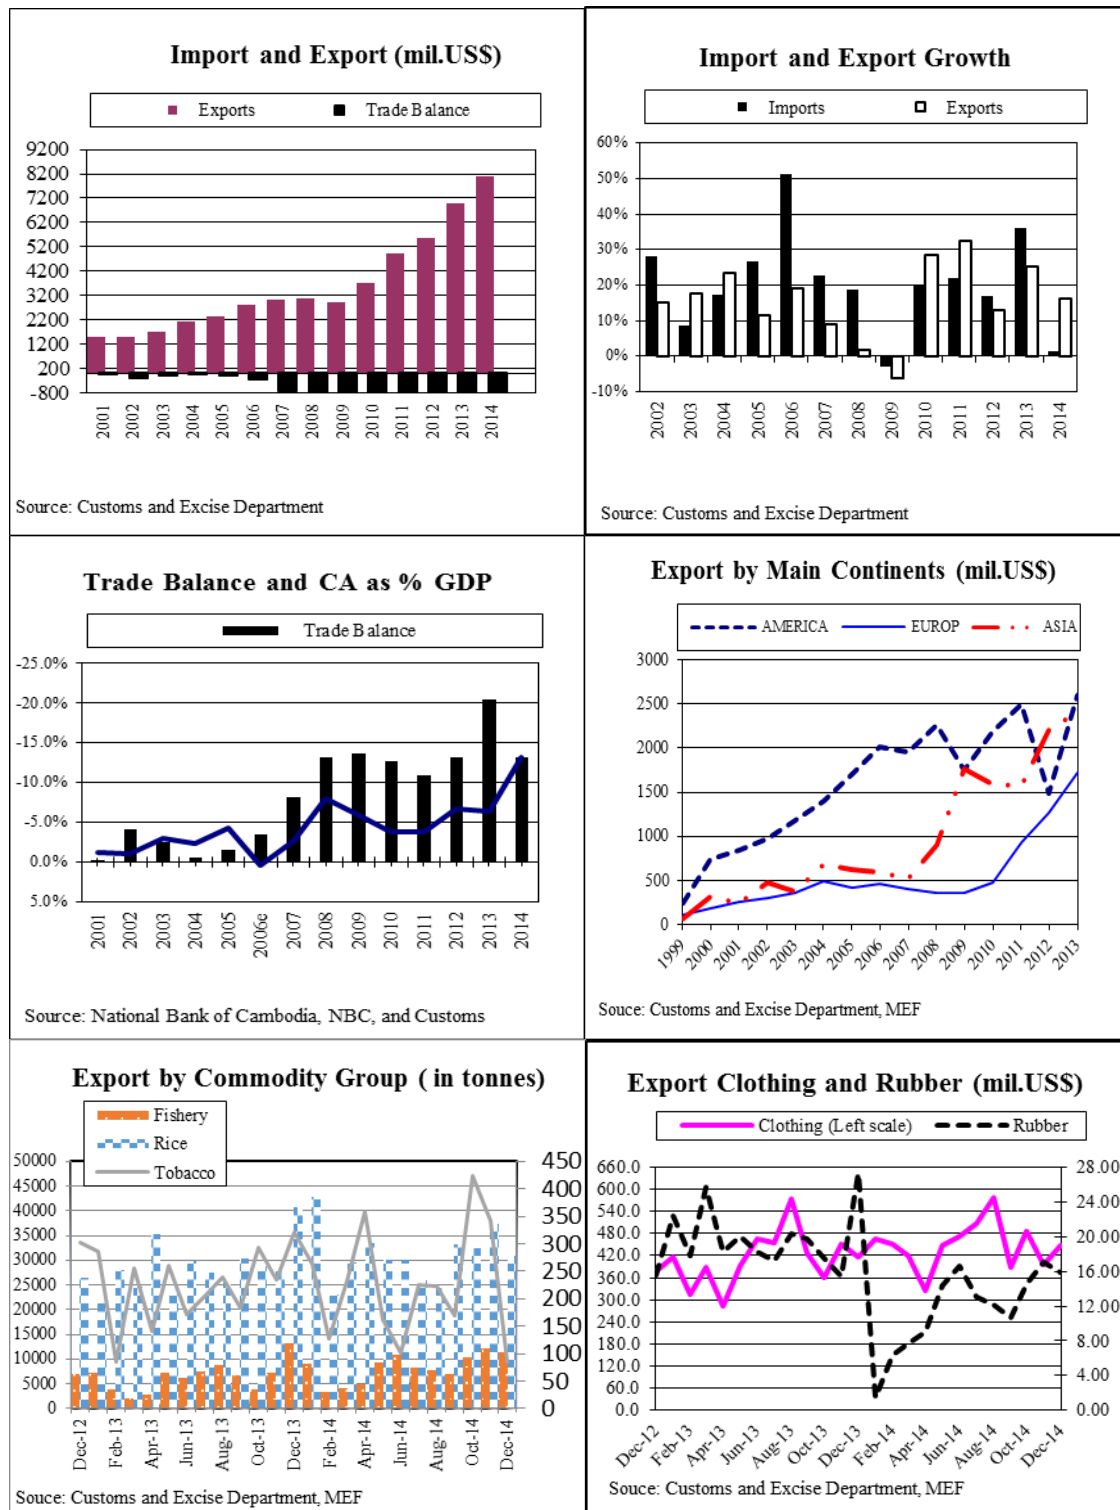 Import and Export (mil.US$)
Exports Trade Balance
9200
8200
7200
6200
5200
4200
3200
2200
1200
200
-800
2001 2002 2003 2004 2005 2006 2007 2008 2009 2010 2011 2012 2013 2014
Source: Customs and Excise Department
Import and Export Growth
Imports Exports
60%
50%
40%
30%
20%
10%
0%
-10%
2002 2003 2004 2005 2006 2007 2018 2009 2010 2011 2012 2013 2014
Source: Customs and Excise Department
Trade Balance and CA as % GDP
Trade Balance
-25.0%
-20.0%
-15.0%
-10.0%
-5.0%
0.0%
5.0%
2001 2002 2003 2004 2005 2006e 2007 2008 2009 2010 2011 2012 2013 2014
Source: National Bank of Cambodia, NBC, and Customs
Export by Main Continents (mil.US$)
AMERICA EUROP ASIA
3000
2500
2000
1500
1000
500
0
1999 2000 2001 2002 2003 2004 2005 2006 2007 2008 2009 2010 2011 2012 2013
Souce: Customs and Excise Department, MEF
Export by Commodity Group ( in tonnes)
Fishery
Rice
Tobacco
50000 450
45000 400
40000 350
35000 300
30000 250
25000 200
20000 150
15000 100
10000 50
5000 0
0
Dec-12 Feb-13 Apr-13 Jun-13 Aug-13 Oct-13 Dec-13 Feb-14 Apr-14 Jun-14 Aug-14 Oct-14 Dec-14
Souce: Customs and Excise Department, MEF
Export Clothing and Rubber (mil.US$)
Clothing (Left scale) Rubber
660.0 28.00
600.0
540.0 24.00
480.0 20.00
420.0
360.0 16.00
300.0 12.00
240.0
180.0 8.00
120.0 4.00
60.0
0.0 0.00
Dec-12 Feb-13 Apr-13 Jun-13 Aug-13 Oct-13 Dec-13 Feb-14 Apr-14 Jun-14 Aug-14 Oct-14 Dec-14
Souce: Customs and Excise Department, MEF